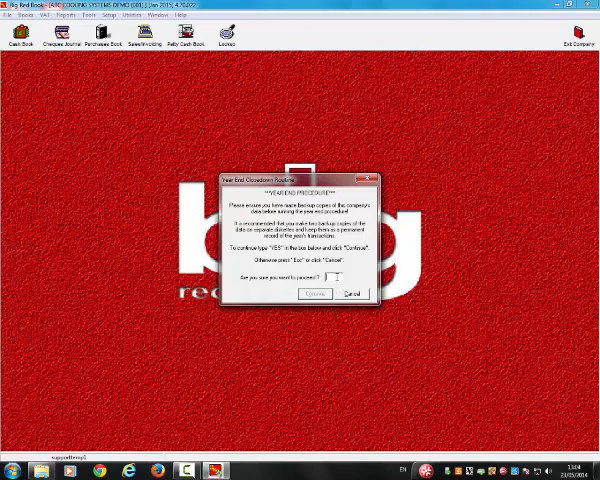 Big Red Book - [ABC COOLING SYSTEMS DEMO (001) ] [Jan 2015] 4.70.022
File Books VAT Reports Tools Setup Utilities Window Help
Cash Book Cheques Journal Purchases Book Sales/Invoicing Petty Cash Book Lookup Exit Company
Year End Closedown Routine
***YEAR END PROCEDURE***
Please ensure you have made backup copies of this company's
data before running the year end procedure!
It is recommended that you make two backup copies of the
data on separate diskettes and keep them as a permanent
record of the year's transactions.
To continue type "YES" in the box below and click "Continue".
Otherwise press "Esc" or click "Cancel".
Are you sure you want to proceed ?
Continue Cancel
b g
red
supporttemp1
EN
13:04
23/05/2014